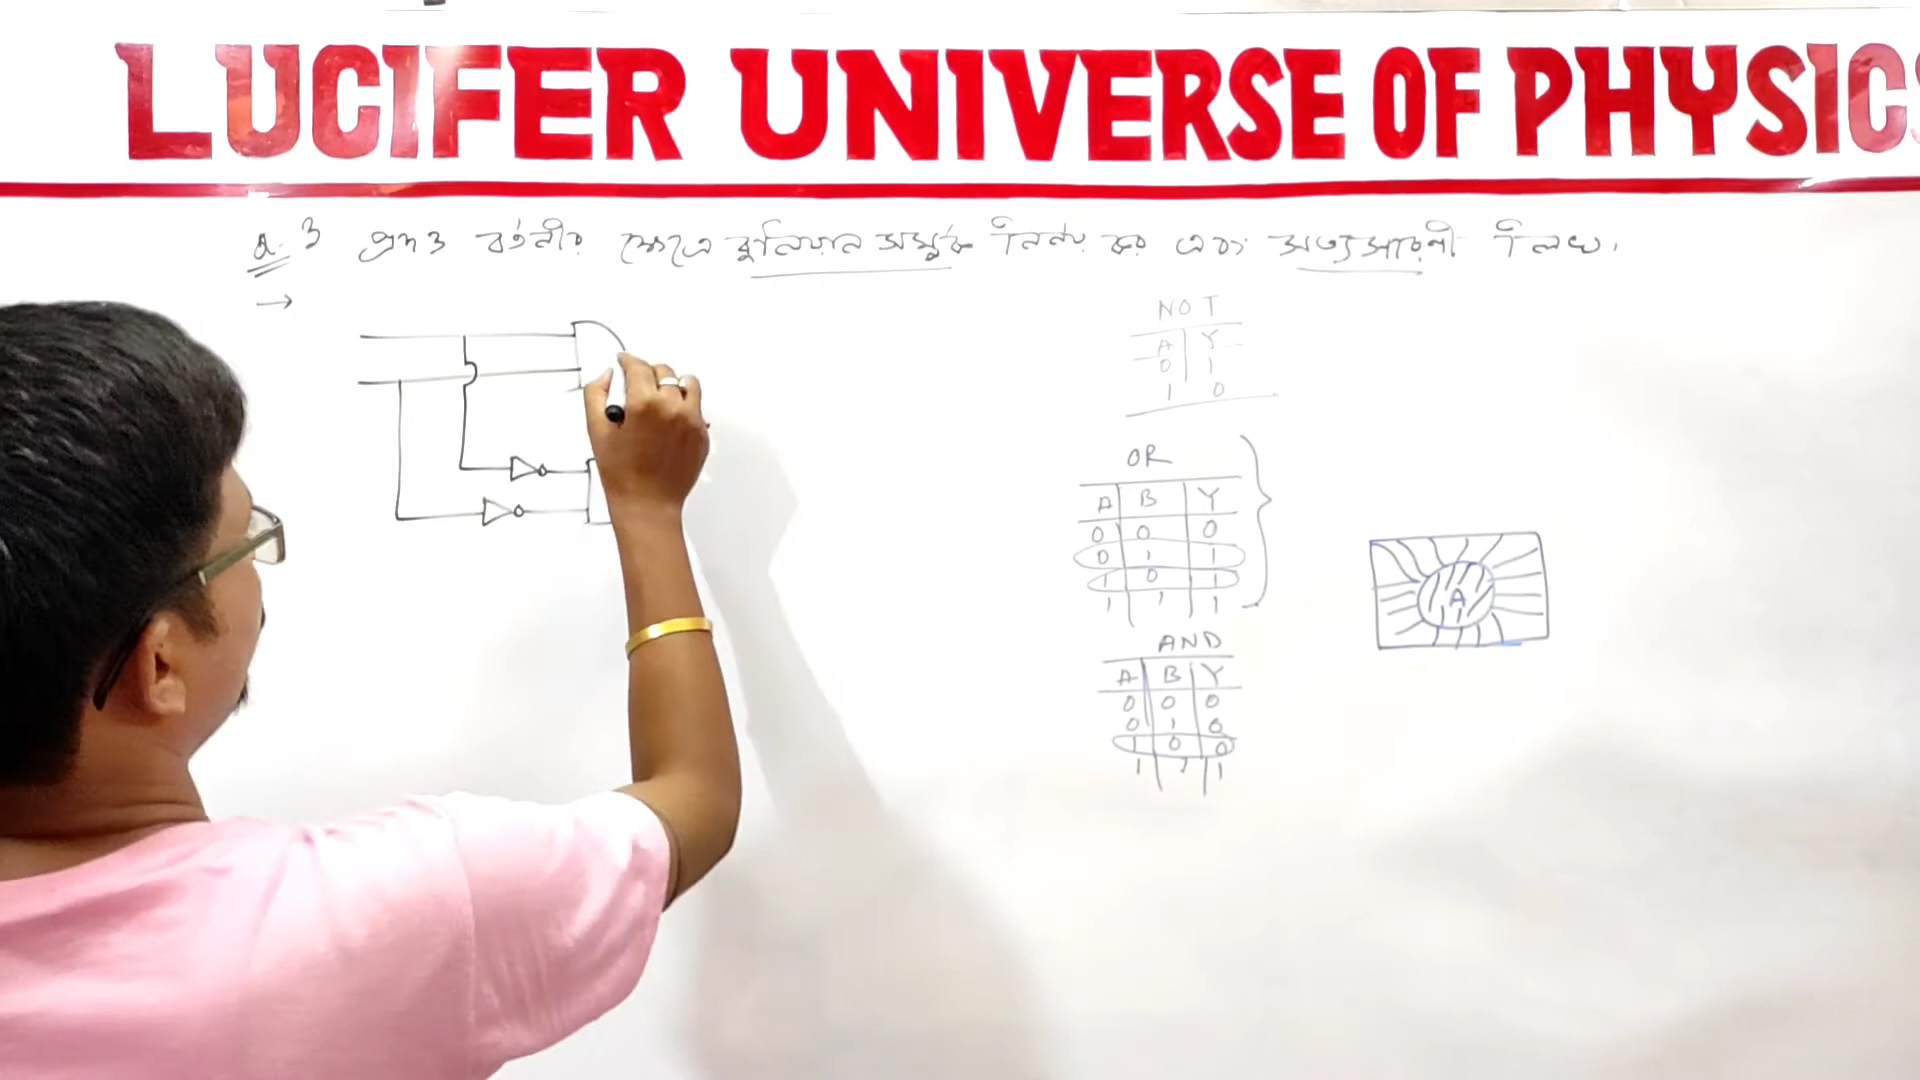 LUCIFER UNIVERSE OF PHYSICS
Q. 3 প্রদত্ত বর্তনীর ক্ষেত্রে বুলিয়ান সম্পর্ক নির্ণয় কর এবং সত্যসারণী লিখ।
→
NOT
A Y
0 1
1 0
OR
A B Y
0 0 0
0 1 1
1 0 1
1 1 1
A
AND
A B Y
0 0 0
0 1 0
1 0 0
1 1 1